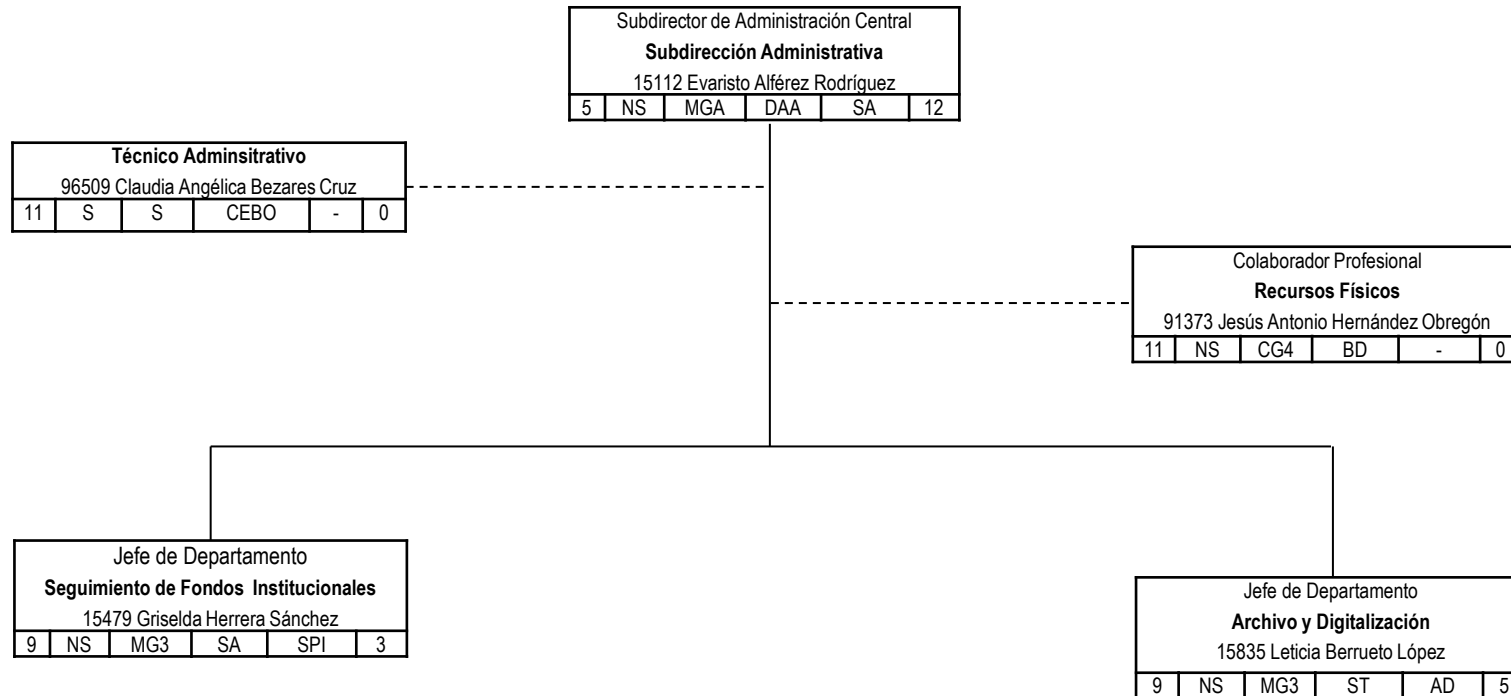 Subdirector de Administración Central
Subdirección Administrativa
15112 Evaristo Alférez Rodríguez
5 NS MGA DAA SA 12
Técnico Adminsitrativo
96509 Claudia Angélica Bezares Cruz
11 S S CEBO - 0
Colaborador Profesional
Recursos Físicos
91373 Jesús Antonio Hernández Obregón
11 NS CG4 BD - 0
Jefe de Departamento
Seguimiento de Fondos Institucionales
15479 Griselda Herrera Sánchez
9 NS MG3 SA SPI 3
Jefe de Departamento
Archivo y Digitalización
15835 Leticia Berrueto López
9 NS MG3 ST AD 5